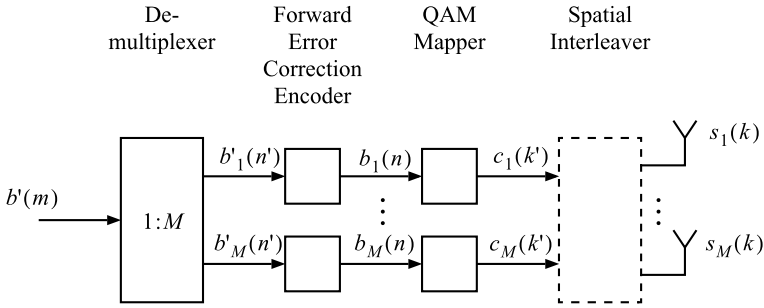 De-
multiplexer
Forward
Error
Correction
Encoder
QAM
Mapper
Spatial
Interleaver
b'(m)
1:M
b'1(n')
b1(n)
c1(k')
s1(k)
b'M(n')
bM(n)
cM(k')
sM(k)